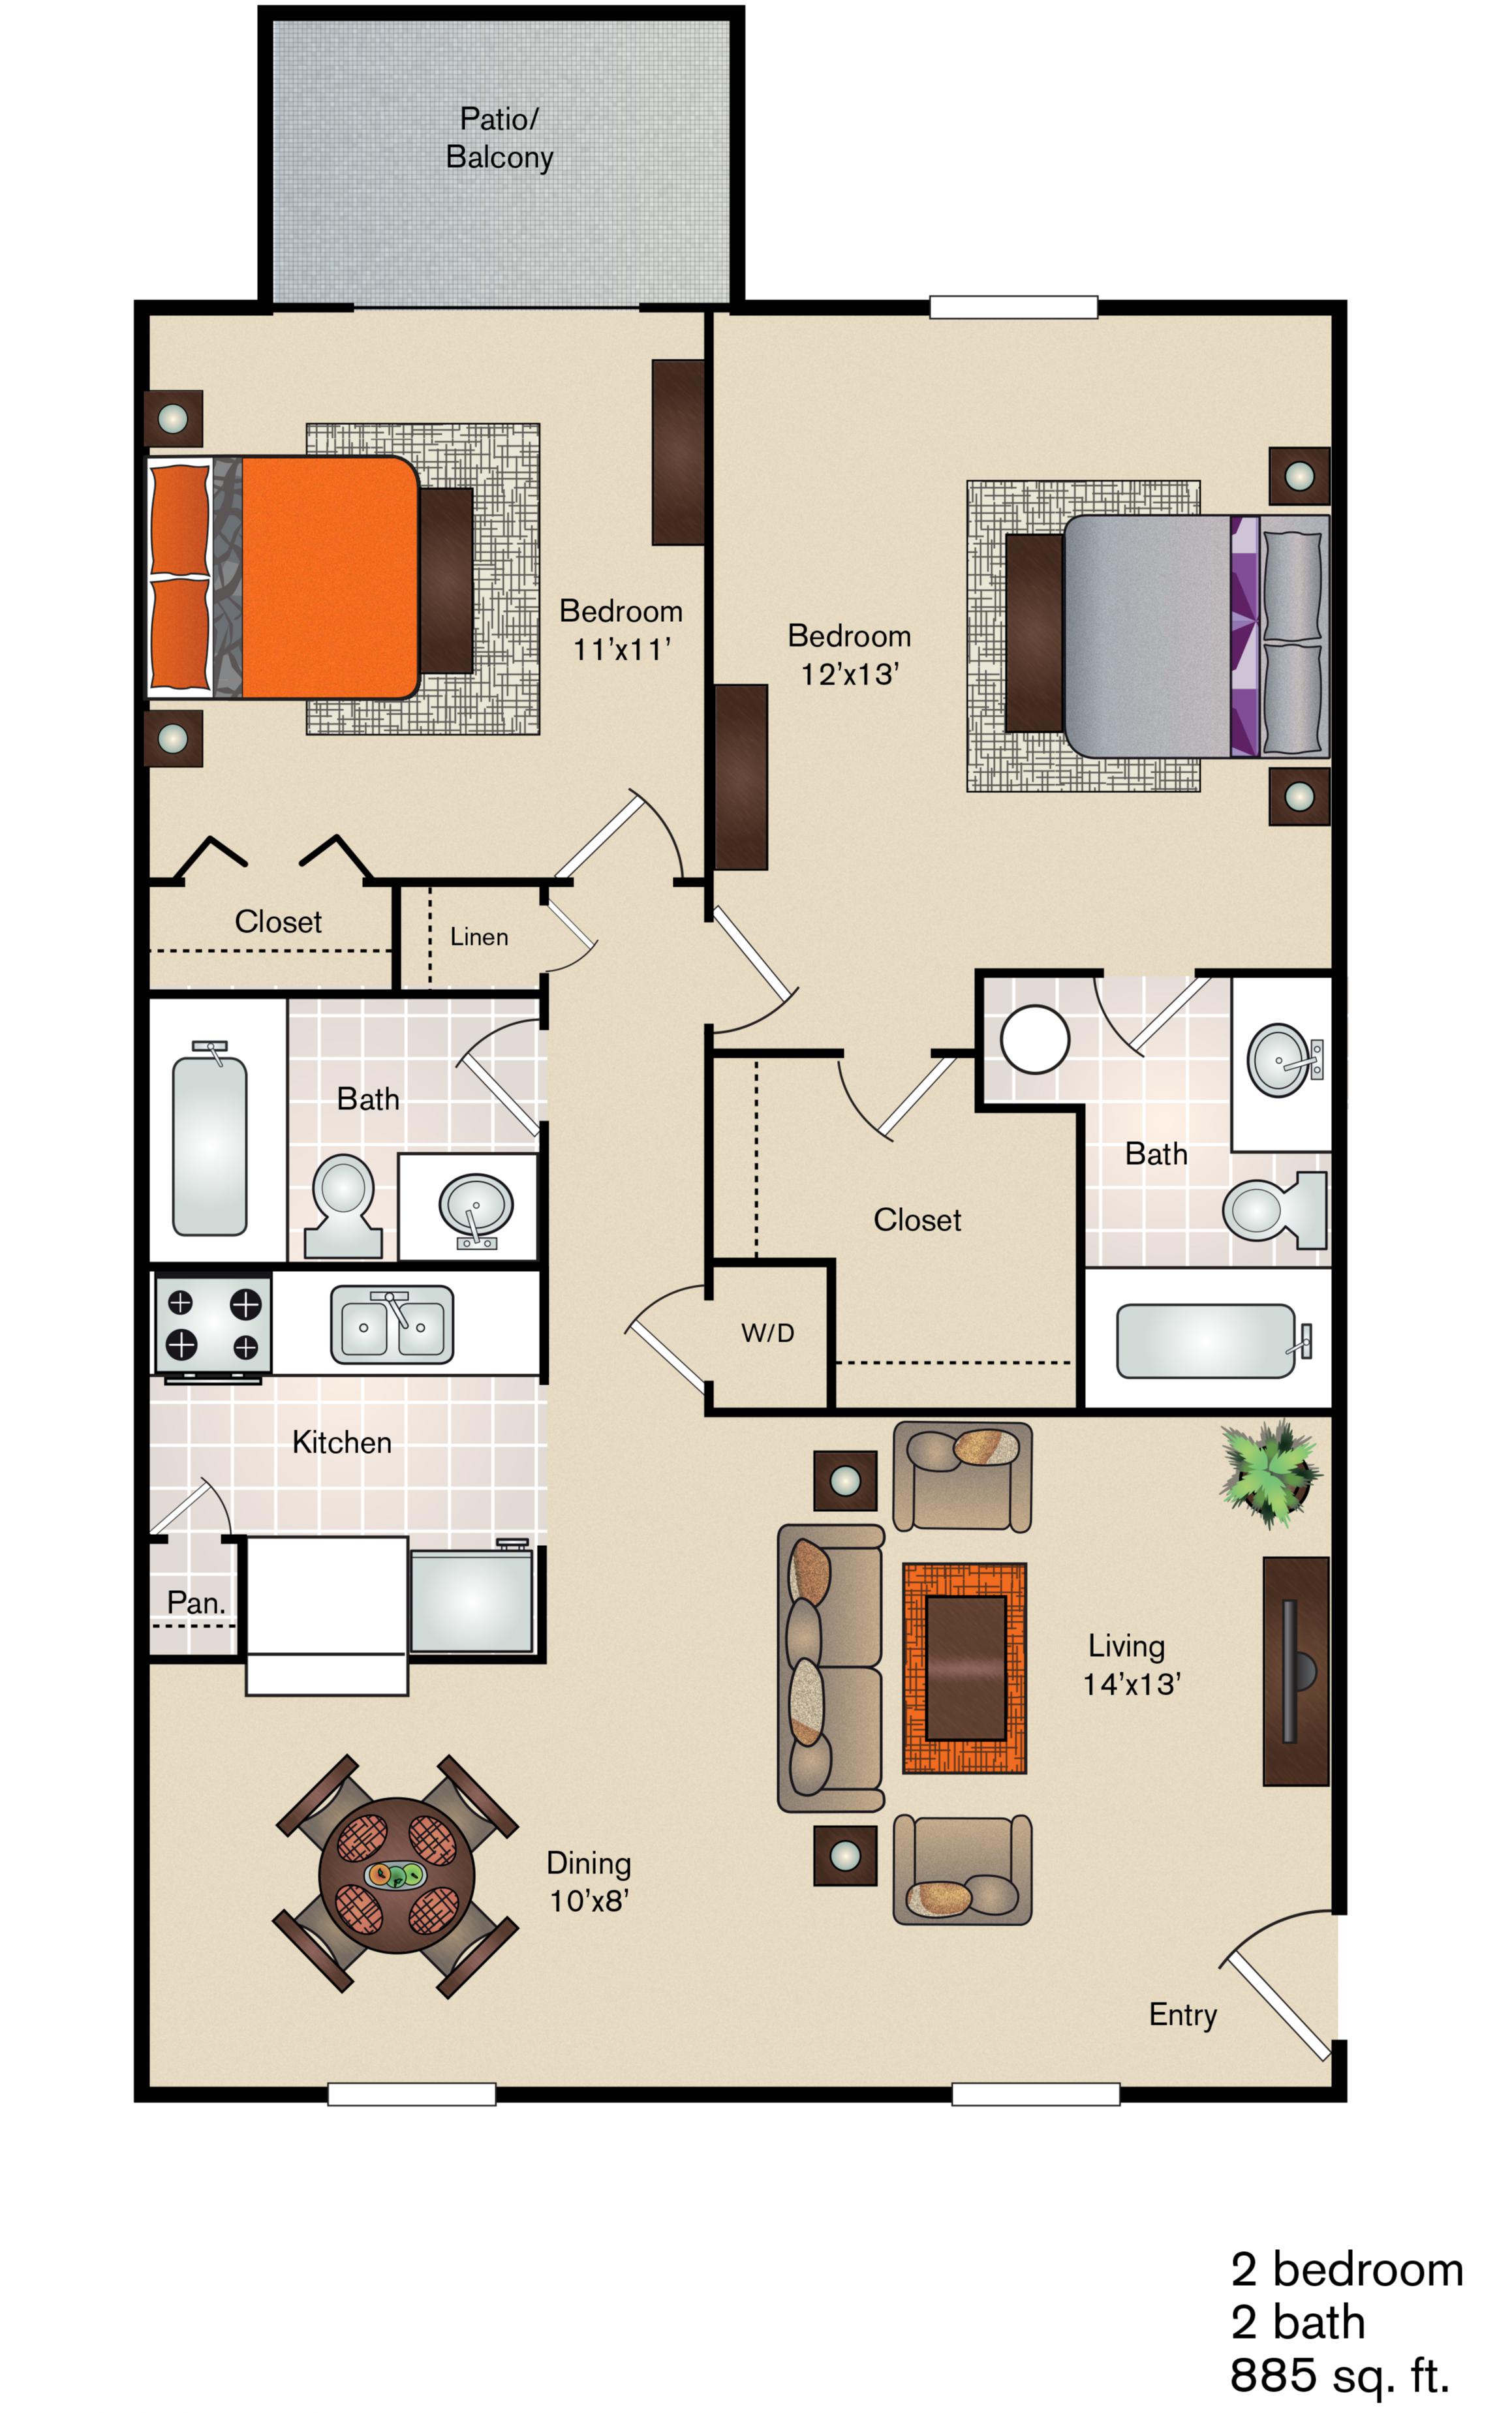 Patio/
Balcony
Bedroom
11'x11'
Bedroom
12'x13'
Closet
Linen
Bath
Bath
Closet
W/D
Kitchen
Pan.
Living
14'x13'
Dining
10'x8'
Entry
2 bedroom
2 bath
885 sq. ft.